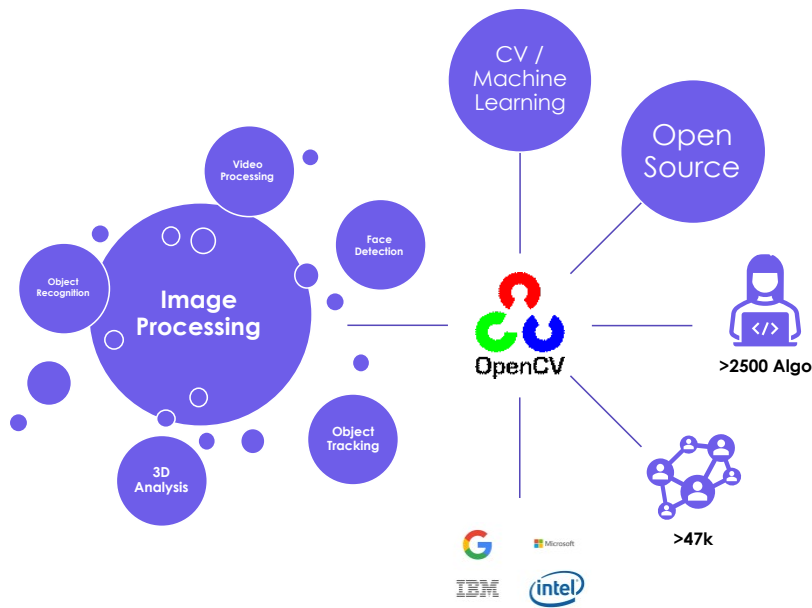 CV /
Machine
Learning
Open
Source
Video
Processing
Face
Detection
Object
Recognition
Image
Processing
</>
OpenCV
>2500 Algo
Object
Tracking
3D
Analysis
>47k
G
Microsoft
IBM
intel